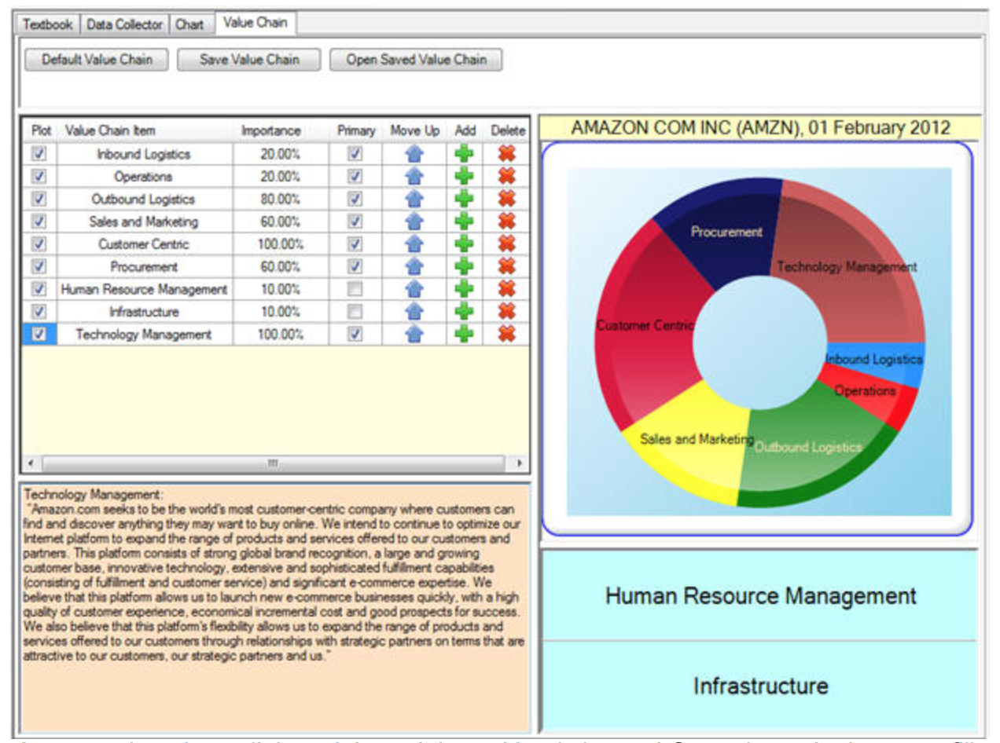 Textbook Data Collector Chart Value Chain
Default Value Chain Save Value Chain Open Saved Value Chain
Plot Value Chain Item Importance Primary Move Up Add Delete
Inbound Logistics 20.00%
Operations 20.00%
Outbound Logistics 80.00%
Sales and Marketing 60.00%
Customer Centric 100.00%
Procurement 60.00%
Human Resource Management 10.00%
Infrastructure 10.00%
Technology Management 100.00%
Technology Management:
"Amazon.com seeks to be the world's most customer-centric company where customers can
find and discover anything they may want to buy online. We intend to continue to optimize our
Internet platform to expand the range of products and services offered to our customers and
partners. This platform consists of strong global brand recognition, a large and growing
customer base, innovative technology, extensive and sophisticated fulfillment capabilities
(consisting of fulfillment and customer service) and significant e-commerce expertise. We
believe that this platform allows us to launch new e-commerce businesses quickly, with a high
quality of customer experience, economical incremental cost and good prospects for success.
We also believe that this platform's flexibility allows us to expand the range of products and
services offered to our customers through relationships with strategic partners on terms that are
attractive to our customers, our strategic partners and us."
AMAZON COM INC (AMZN), 01 February 2012
Procurement
Technology Management
Customer Centric
Inbound Logistics
Operations
Sales and Marketing
Outbound Logistics
Human Resource Management
Infrastructure